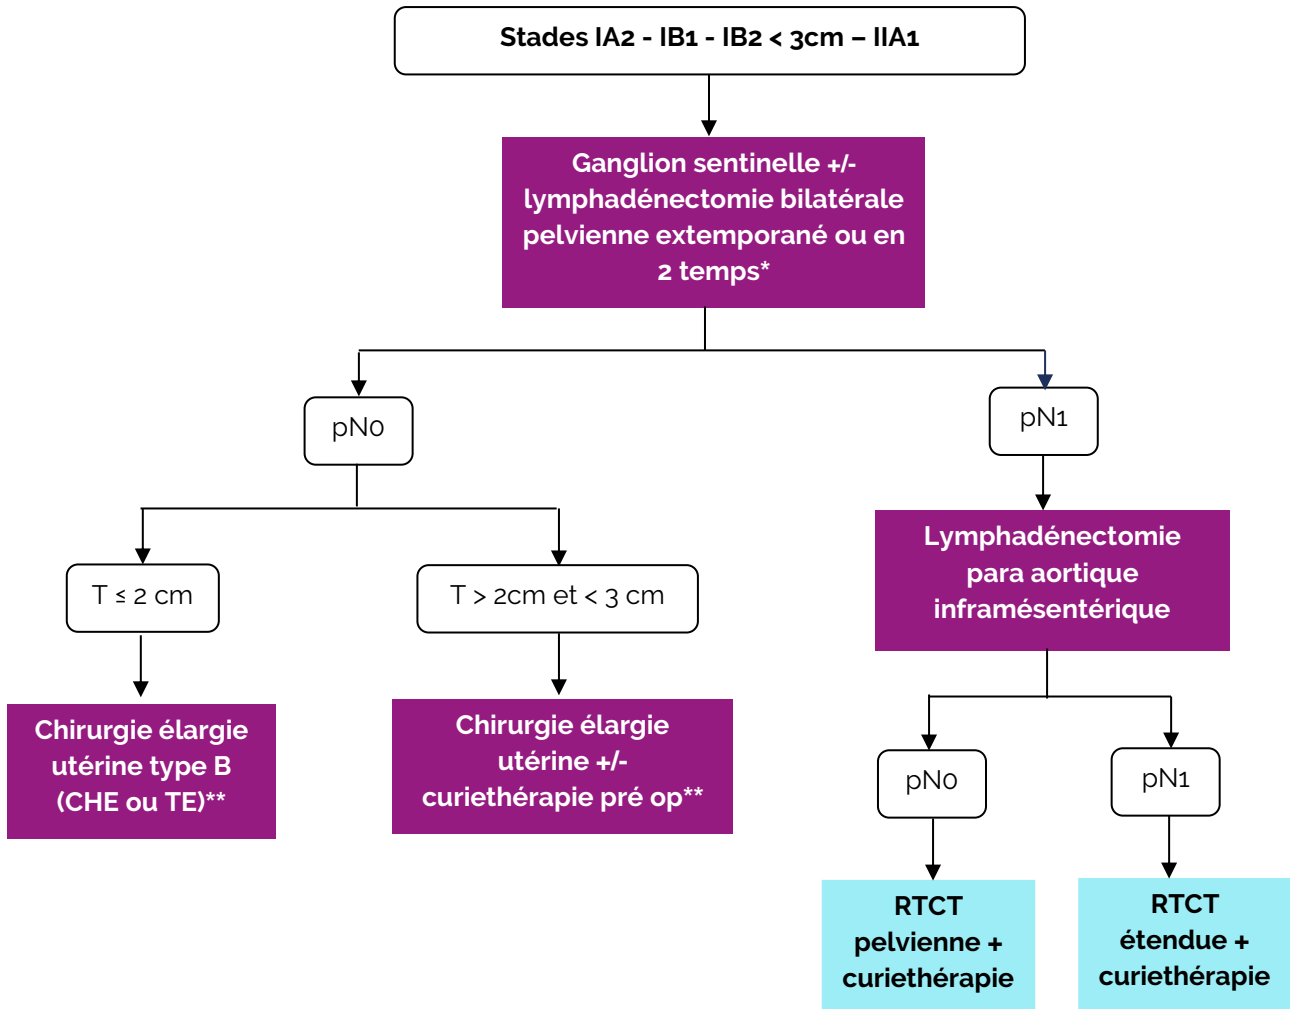 Stades IA2 - IB1 - IB2 < 3cm – IIA1
Ganglion sentinelle +/-
lymphadénectomie bilatérale
pelvienne extemporané ou en
2 temps*
pN0
pN1
T ≤ 2 cm
T > 2cm et < 3 cm
Lymphadénectomie
para aortique
inframésentérique
Chirurgie élargie
utérine type B
(CHE ou TE)**
Chirurgie élargie
utérine +/-
curiethérapie pré op**
pN0
pN1
RTCT
pelvienne +
curiethérapie
RTCT
étendue +
curiethérapie